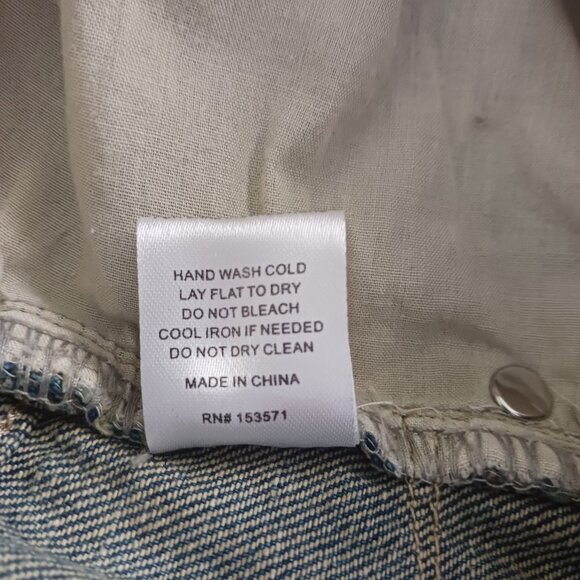 HAND WASH COLD
LAY FLAT TO DRY
DO NOT BLEACH
COOL IRON IF NEEDED
DO NOT DRY CLEAN
MADE IN CHINA
RN# 153571